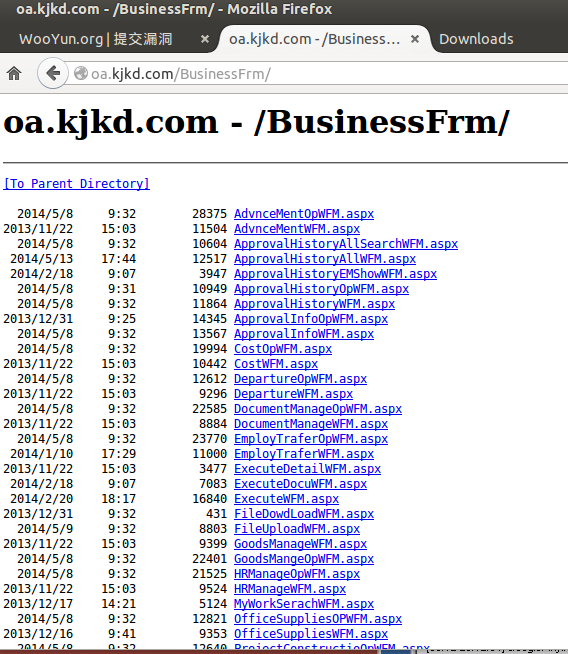 oa.kjkd.com - /BusinessFrm/ - Mozilla Firefox
WooYun.org | 提交漏洞 × oa.kjkd.com - /Business... × Downloads
oa.kjkd.com/BusinessFrm/
oa.kjkd.com - /BusinessFrm/
[To Parent Directory]
2014/5/8 9:32 28375 AdvnceMentOpWFM.aspx
2013/11/22 15:03 11504 AdvnceMentWFM.aspx
2014/5/8 9:32 10604 ApprovalHistoryAllSearchWFM.aspx
2014/5/13 17:44 12517 ApprovalHistoryAllWFM.aspx
2014/2/18 9:07 3947 ApprovalHistoryEMShowWFM.aspx
2014/5/8 9:31 10949 ApprovalHistoryOpWFM.aspx
2014/5/8 9:32 11864 ApprovalHistoryWFM.aspx
2013/12/31 9:25 14345 ApprovalInfoOpWFM.aspx
2014/5/8 9:32 13567 ApprovalInfoWFM.aspx
2014/5/8 9:32 19994 CostOpWFM.aspx
2013/11/22 15:03 10442 CostWFM.aspx
2014/5/8 9:32 12612 DepartureOpWFM.aspx
2013/11/22 15:03 9296 DepartureWFM.aspx
2014/5/8 9:32 22585 DocumentManageOpWFM.aspx
2013/11/22 15:03 8884 DocumentManageWFM.aspx
2014/5/8 9:32 23770 EmployTraferOpWFM.aspx
2014/1/10 17:29 11000 EmployTraferWFM.aspx
2013/11/22 15:03 3477 ExecuteDetailWFM.aspx
2014/2/18 9:07 7083 ExecuteDocuWFM.aspx
2014/2/20 18:17 16840 ExecuteWFM.aspx
2013/12/31 9:32 431 FileDowdLoadWFM.aspx
2014/5/9 9:32 8803 FileUploadWFM.aspx
2013/11/22 15:03 9399 GoodsManageWFM.aspx
2014/5/8 9:32 22401 GoodsMangeOpWFM.aspx
2014/5/8 9:32 21525 HRManageOpWFM.aspx
2013/11/22 15:03 9524 HRManageWFM.aspx
2013/12/17 14:21 5124 MyWorkSerachWFM.aspx
2014/5/8 9:32 12821 OfficeSuppliesOPWFM.aspx
2013/12/16 9:41 9353 OfficeSuppliesWFM.aspx
2014/5/8 9:32 12640 ProjectConstructioOpWFM.aspx